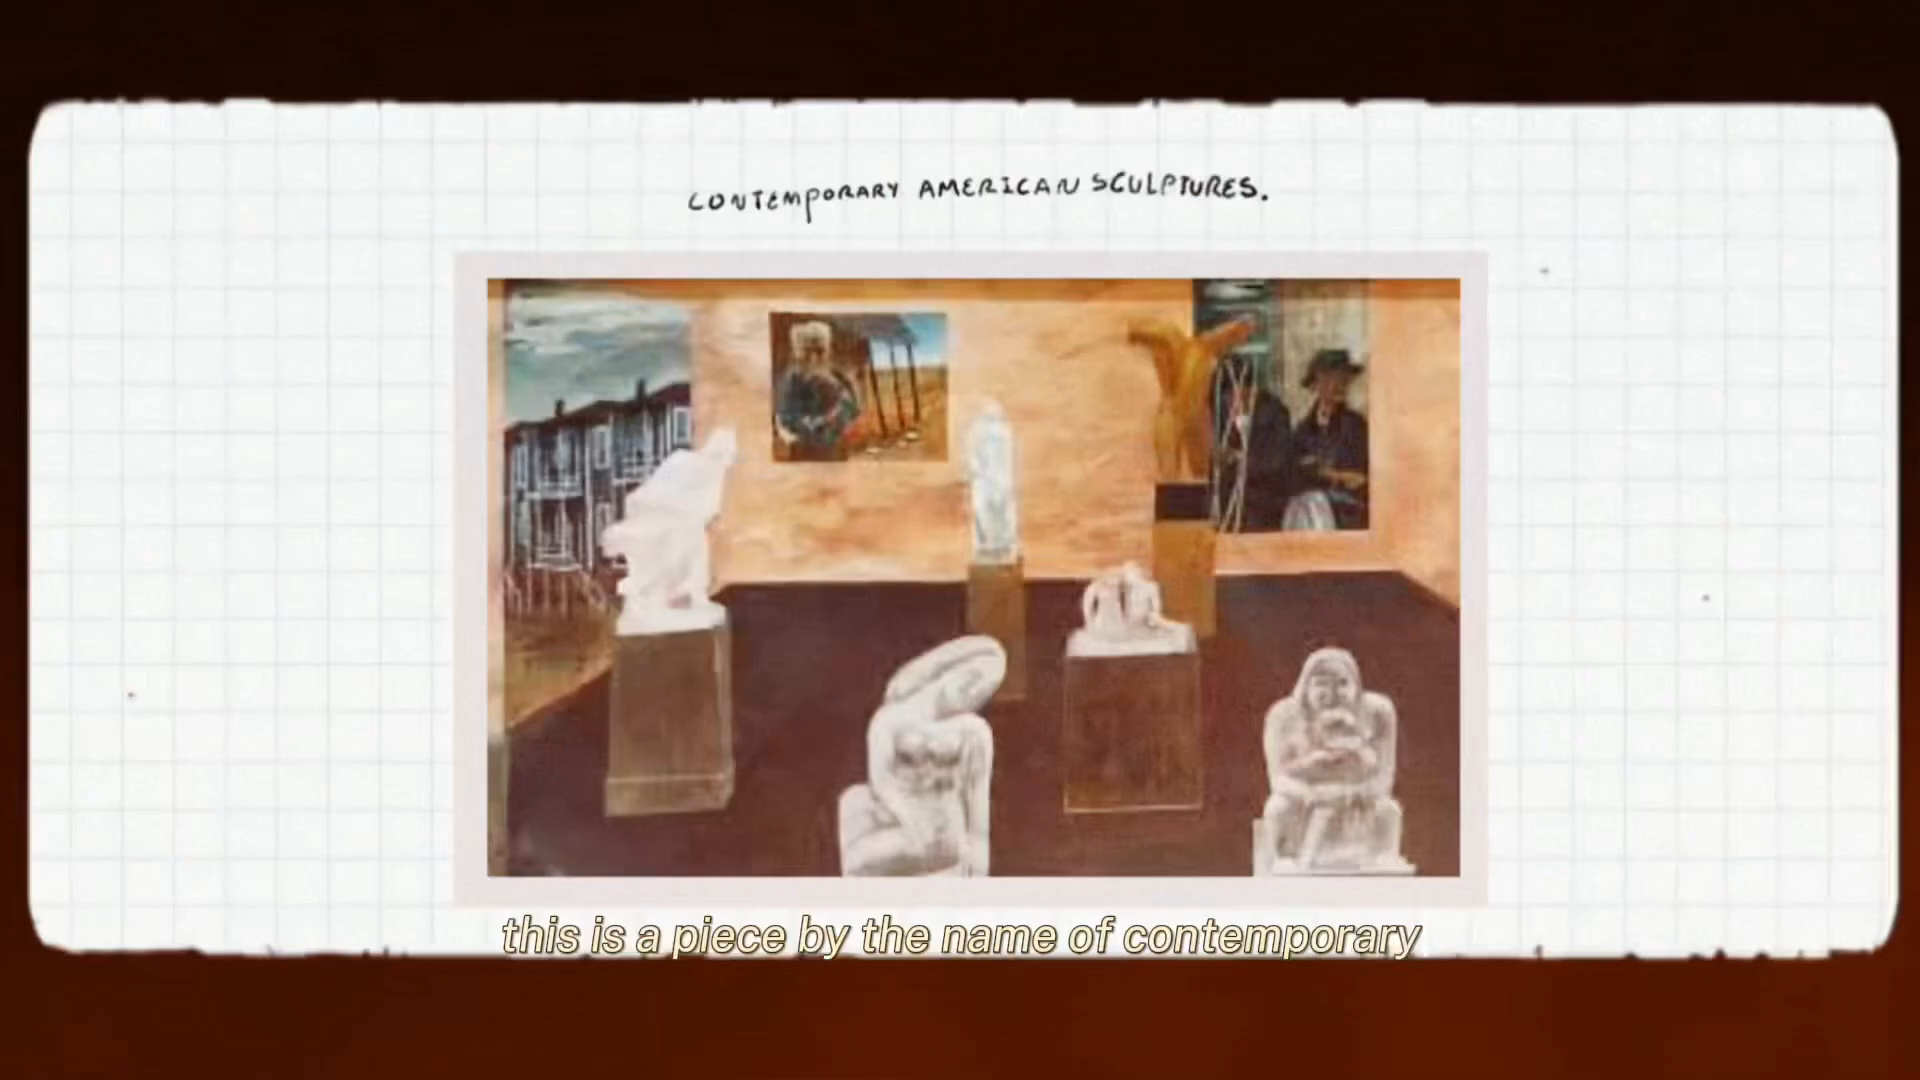 CONTEMPORARY AMERICAN SCULPTURES.
this is a piece by the name of contemporary